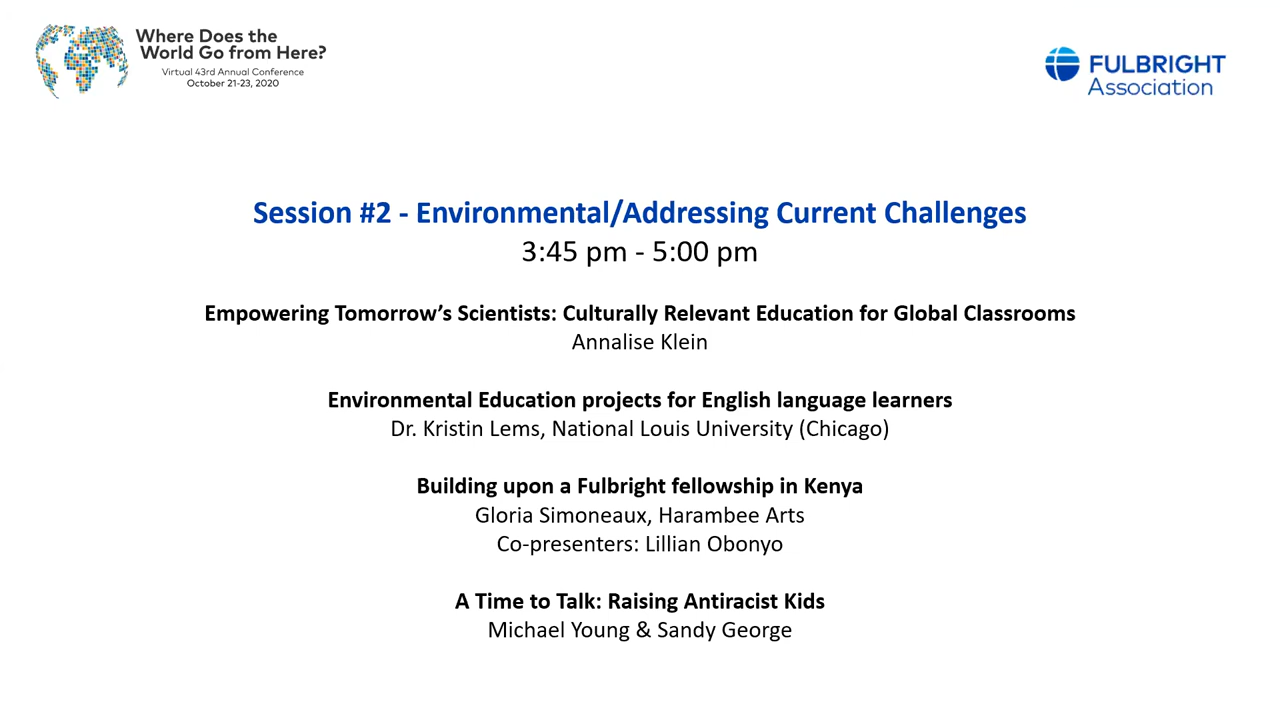 Where Does the
World Go from Here?
Virtual 43rd Annual Conference
October 21-23, 2020
FULBRIGHT
Association
Session #2 - Environmental/Addressing Current Challenges
3:45 pm - 5:00 pm
Empowering Tomorrow’s Scientists: Culturally Relevant Education for Global Classrooms
Annalise Klein
Environmental Education projects for English language learners
Dr. Kristin Lems, National Louis University (Chicago)
Building upon a Fulbright fellowship in Kenya
Gloria Simoneaux, Harambee Arts
Co-presenters: Lillian Obonyo
A Time to Talk: Raising Antiracist Kids
Michael Young & Sandy George